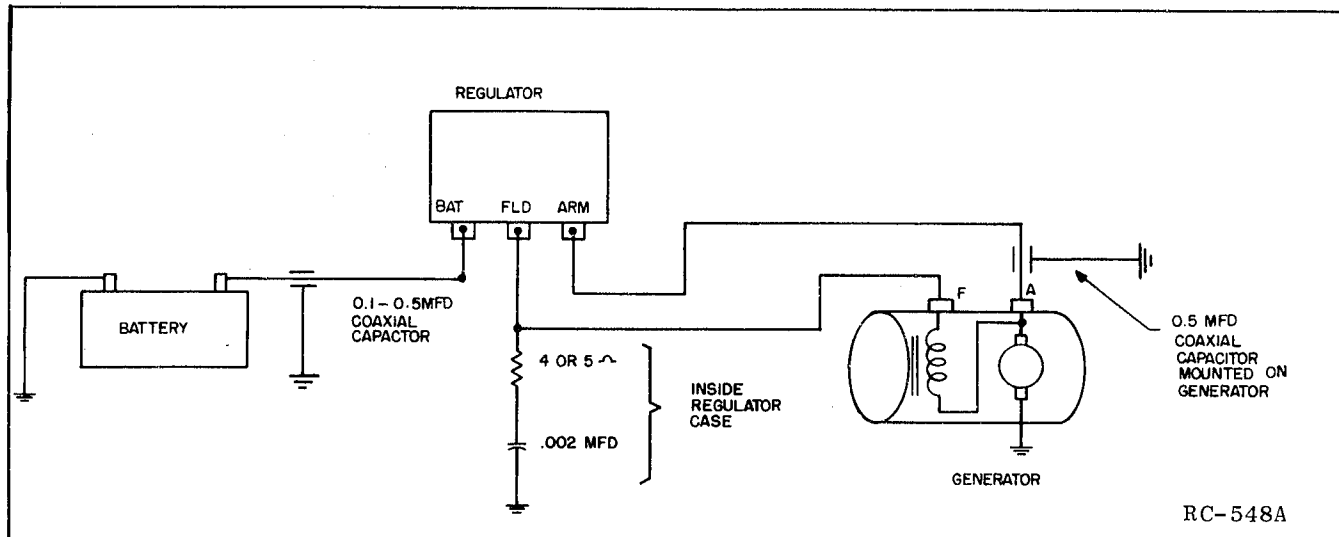 REGULATOR
BAT FLD ARM
BATTERY
0.1-0.5MFD
COAXIAL
CAPACTOR
4 OR 5
.002 MFD
INSIDE
REGULATOR
CASE
F A
GENERATOR
0.5 MFD
COAXIAL
CAPACITOR
MOUNTED ON
GENERATOR
RC-548A